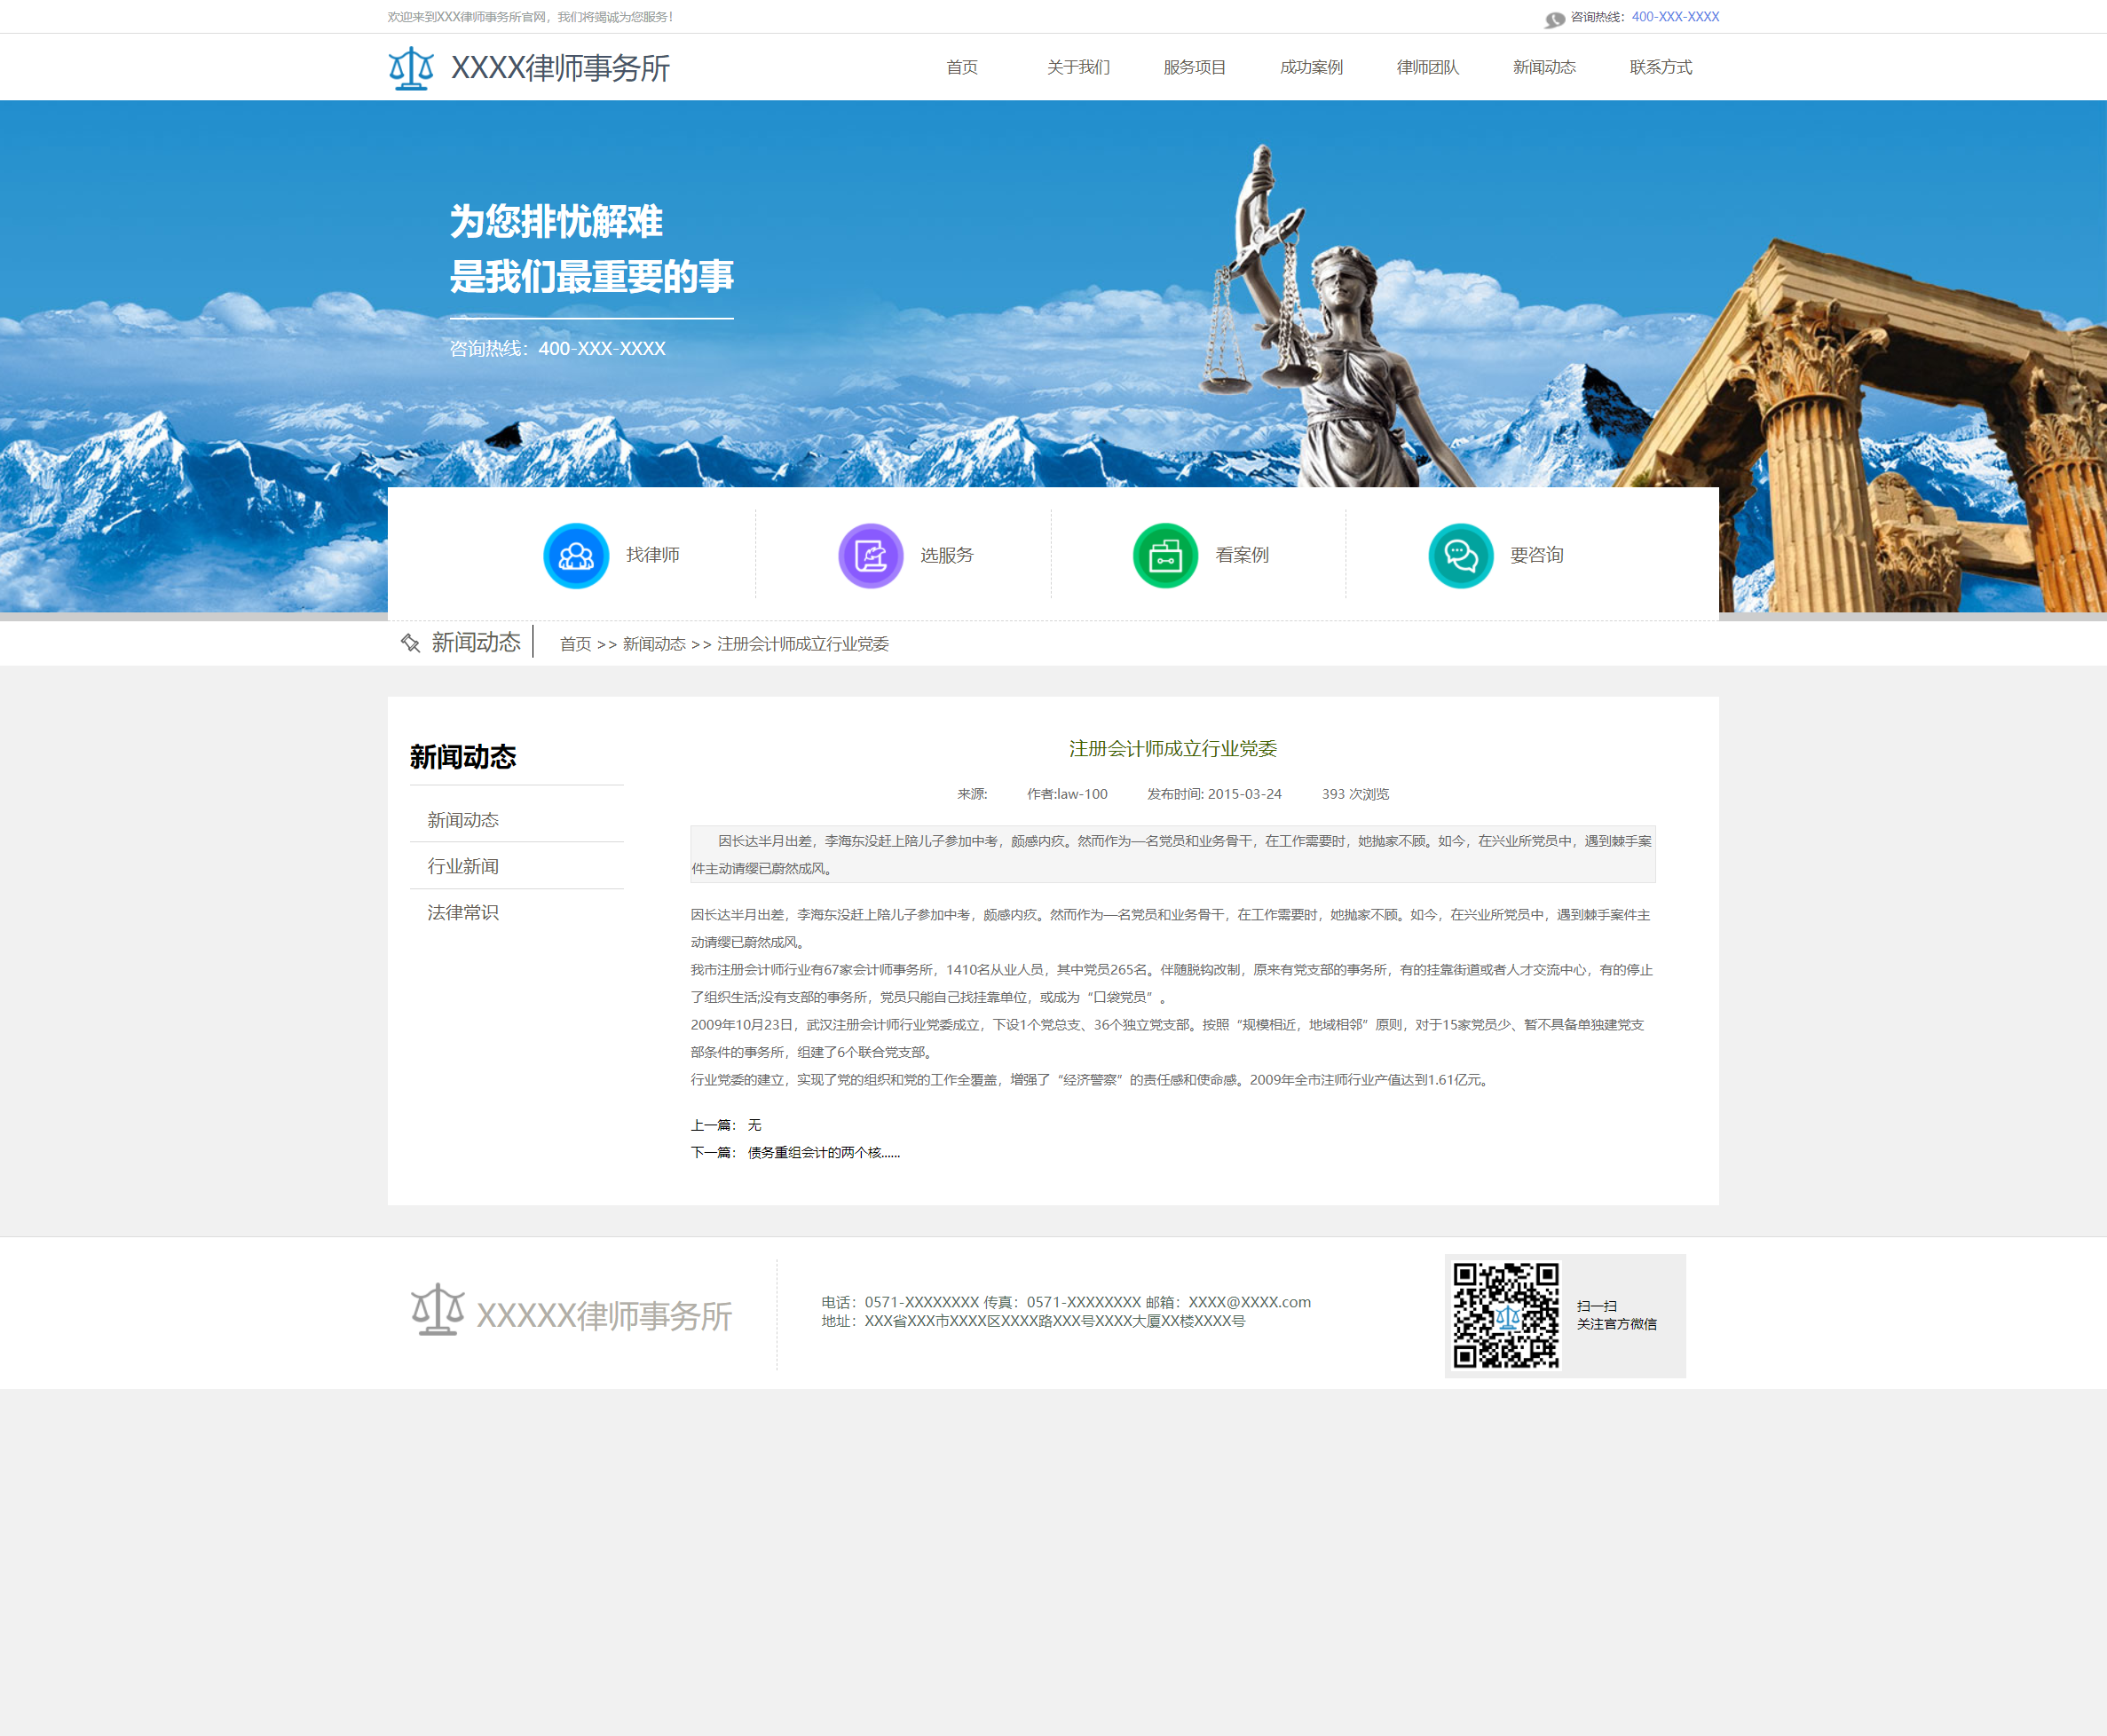 欢迎来到XXX律师事务所官网，我们将竭诚为您服务！
咨询热线：400-XXX-XXXX
XXXX律师事务所
首页 关于我们 服务项目 成功案例 律师团队 新闻动态 联系方式
为您排忧解难
是我们最重要的事
咨询热线：400-XXX-XXXX
找律师 选服务 看案例 要咨询
新闻动态
首页 >> 新闻动态 >> 注册会计师成立行业党委
新闻动态
新闻动态
行业新闻
法律常识
注册会计师成立行业党委
来源: 作者:law-100 发布时间: 2015-03-24 393 次浏览
因长达半月出差，李海东没赶上陪儿子参加中考，颇感内疚。然而作为—名党员和业务骨干，在工作需要时，她抛家不顾。如今，在兴业所党员中，遇到棘手案
件主动请缨已蔚然成风。
因长达半月出差，李海东没赶上陪儿子参加中考，颇感内疚。然而作为—名党员和业务骨干，在工作需要时，她抛家不顾。如今，在兴业所党员中，遇到棘手案件主
动请缨已蔚然成风。
我市注册会计师行业有67家会计师事务所，1410名从业人员，其中党员265名。伴随脱钩改制，原来有党支部的事务所，有的挂靠街道或者人才交流中心，有的停止
了组织生活;没有支部的事务所，党员只能自己找挂靠单位，或成为“口袋党员”。
2009年10月23日，武汉注册会计师行业党委成立，下设1个党总支、36个独立党支部。按照“规模相近，地域相邻”原则，对于15家党员少、暂不具备单独建党支
部条件的事务所，组建了6个联合党支部。
行业党委的建立，实现了党的组织和党的工作全覆盖，增强了“经济警察”的责任感和使命感。2009年全市注师行业产值达到1.61亿元。
上一篇： 无
下一篇： 债务重组会计的两个核......
XXXXX律师事务所
电话：0571-XXXXXXXX 传真：0571-XXXXXXXX 邮箱：XXXX@XXXX.com
地址：XXX省XXX市XXXX区XXXX路XXX号XXXX大厦XX楼XXXX号
扫一扫
关注官方微信